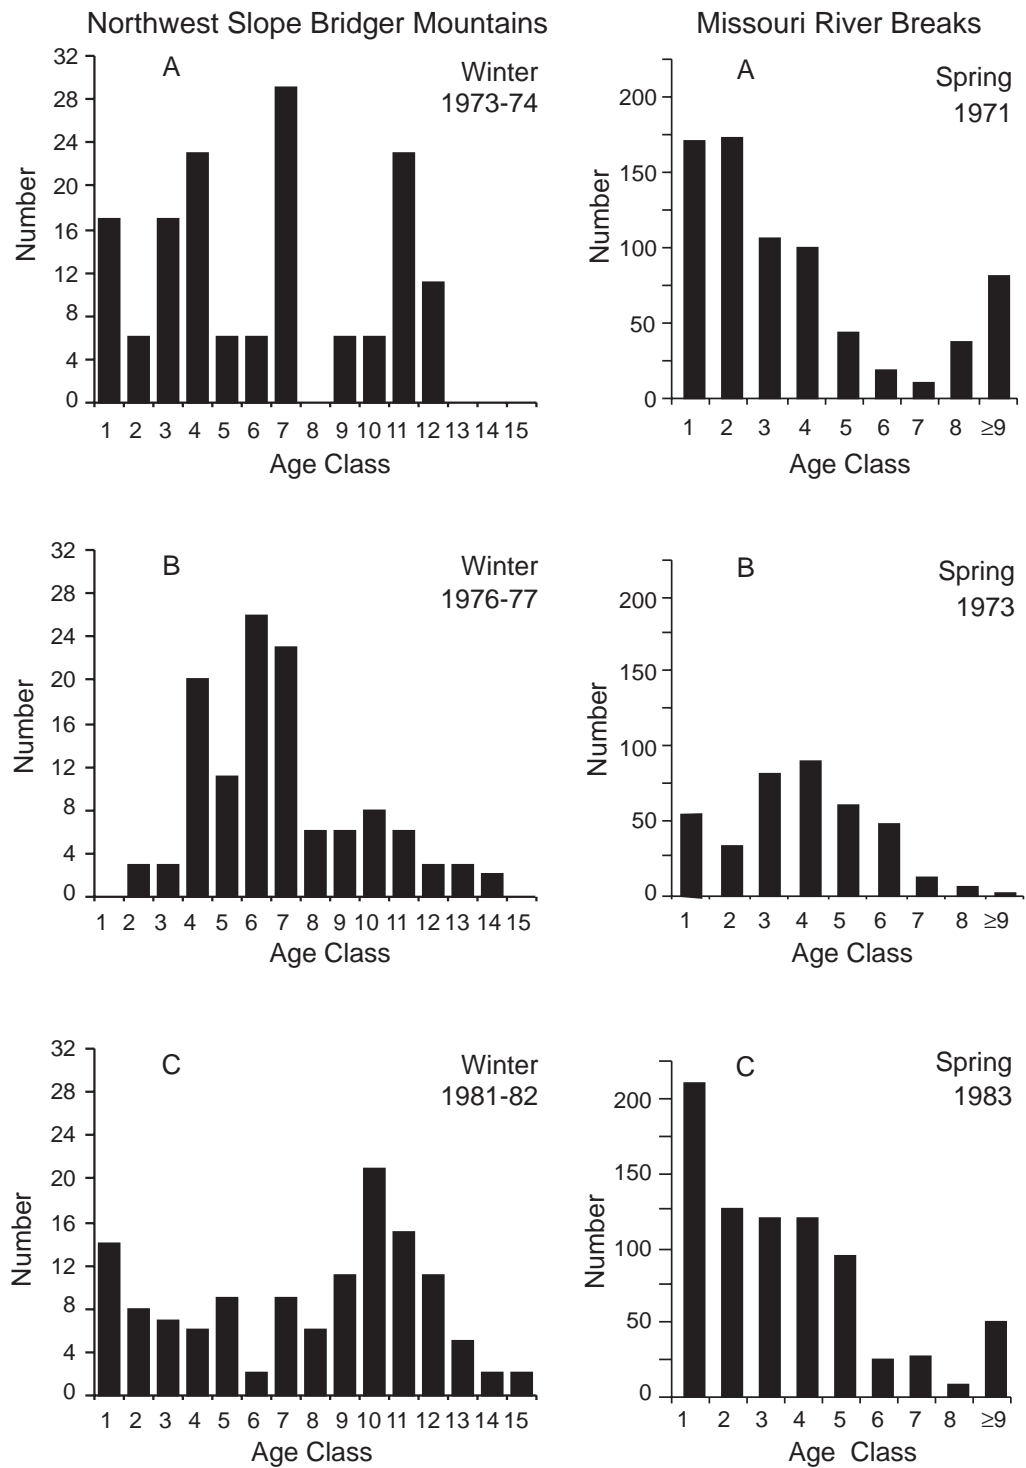 Northwest Slope Bridger Mountains
A
Winter
1973-74
Number
32
28
24
20
16
12
8
4
0
1 2 3 4 5 6 7 8 9 10 11 12 13 14 15
Age Class
Missouri River Breaks
A
Spring
1971
Number
200
150
100
50
0
1 2 3 4 5 6 7 8 ≥9
Age Class
B
Winter
1976-77
Number
32
28
24
20
16
12
8
4
0
1 2 3 4 5 6 7 8 9 10 11 12 13 14 15
Age Class
B
Spring
1973
Number
200
150
100
50
0
1 2 3 4 5 6 7 8 ≥9
Age Class
C
Winter
1981-82
Number
32
28
24
20
16
12
8
4
0
1 2 3 4 5 6 7 8 9 10 11 12 13 14 15
Age Class
C
Spring
1983
Number
200
150
100
50
0
1 2 3 4 5 6 7 8 ≥9
Age Class